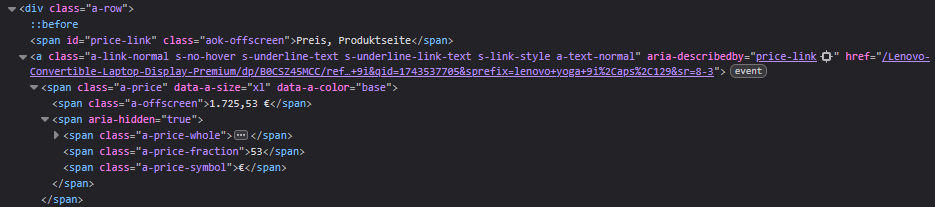 <div class="a-row">
::before
<span id="price-link" class="aok-offscreen">Preis, Produktseite</span>
<a class="a-link-normal s-no-hover s-underline-text s-underline-link-text s-link-style a-text-normal" aria-describedby="price-link" href="/Lenovo-
Convertible-Laptop-Display-Premium/dp/B0CSZ45MCC/ref…+9i&qid=1743537705&sprefix=lenovo+yoga+9i%2Caps%2C129&sr=8-3"> event
<span class="a-price" data-a-size="xl" data-a-color="base">
<span class="a-offscreen">1.725,53 €</span>
<span aria-hidden="true">
<span class="a-price-whole"> … </span>
<span class="a-price-fraction">53</span>
<span class="a-price-symbol">€</span>
</span>
</span>